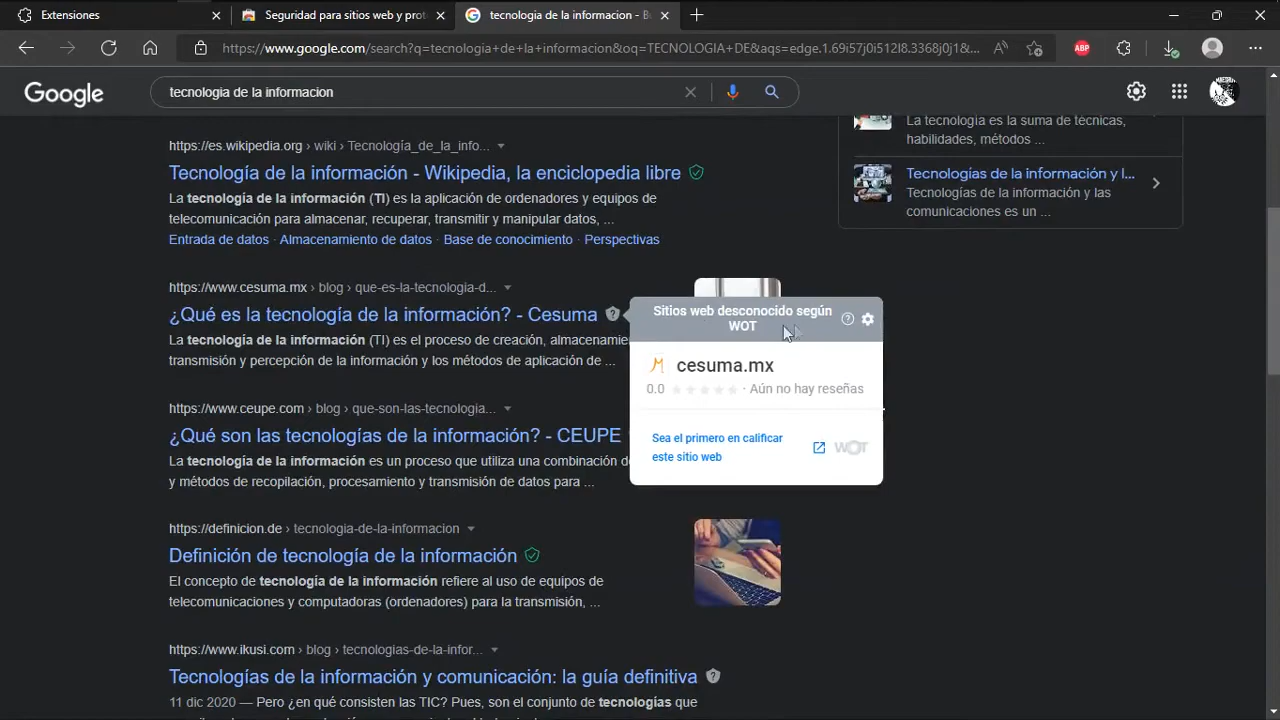 Extensiones
Seguridad para sitios web y prot
tecnologia de la informacion - B
https://www.google.com/search?q=tecnologia+de+la+informacion&oq=TECNOLOGIA+DE&aqs=edge.1.69i57j0i512l8.3368j0j1&...
ABP
Google
tecnologia de la informacion
La tecnología es la suma de técnicas,
habilidades, métodos ...
Tecnologías de la información y l...
Tecnologías de la información y las
comunicaciones es un ...
https://es.wikipedia.org › wiki › Tecnología_de_la_info...
Tecnología de la información - Wikipedia, la enciclopedia libre
La tecnología de la información (TI) es la aplicación de ordenadores y equipos de
telecomunicación para almacenar, recuperar, transmitir y manipular datos, ...
Entrada de datos · Almacenamiento de datos · Base de conocimiento · Perspectivas
https://www.cesuma.mx › blog › que-es-la-tecnologia-d...
¿Qué es la tecnología de la información? - Cesuma
La tecnología de la información (TI) es el proceso de creación, almacenamie
transmisión y percepción de la información y los métodos de aplicación de ...
Sitios web desconocido según
WOT
cesuma.mx
0.0 · Aún no hay reseñas
Sea el primero en calificar
este sitio web
WOT
https://www.ceupe.com › blog › que-son-las-tecnologia...
¿Qué son las tecnologías de la información? - CEUPE
La tecnología de la información es un proceso que utiliza una combinación d
y métodos de recopilación, procesamiento y transmisión de datos para ...
https://definicion.de › tecnologia-de-la-informacion
Definición de tecnología de la información
El concepto de tecnología de la información refiere al uso de equipos de
telecomunicaciones y computadoras (ordenadores) para la transmisión, ...
https://www.ikusi.com › blog › tecnologias-de-la-infor...
Tecnologías de la información y comunicación: la guía definitiva
11 dic 2020 — Pero ¿en qué consisten las TIC? Pues, son el conjunto de tecnologías que